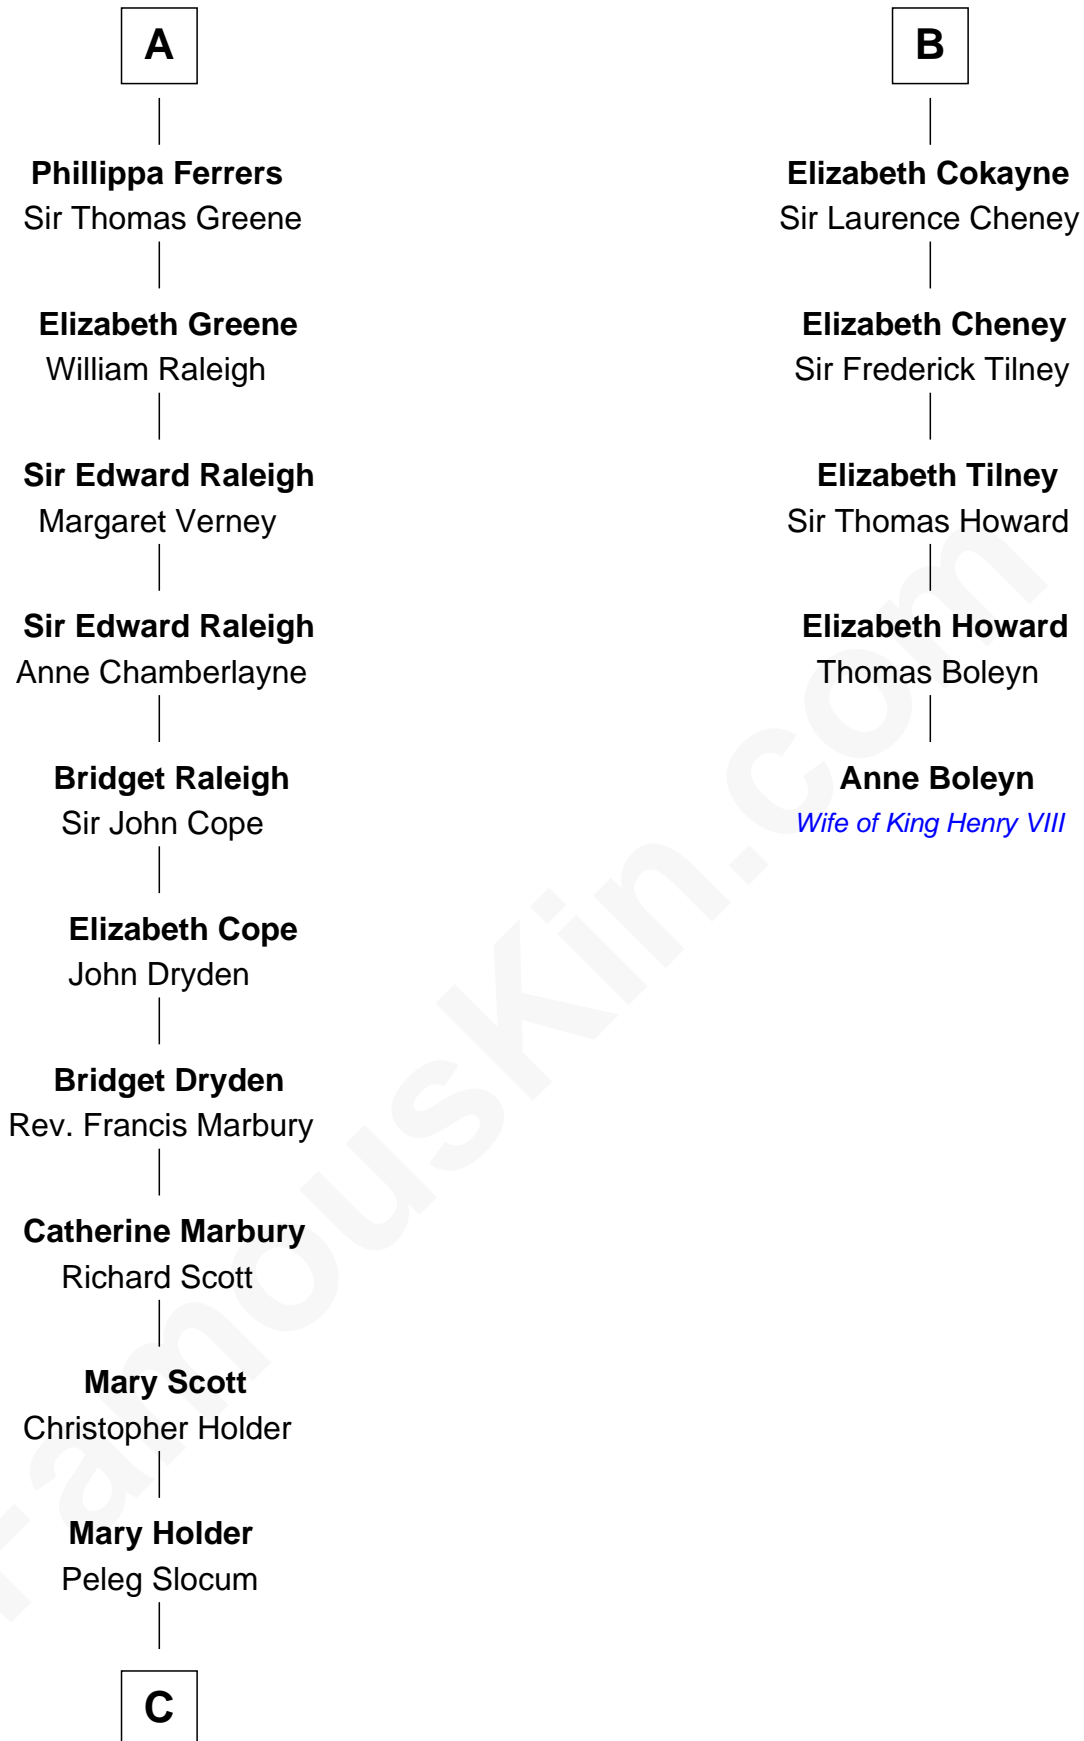 A
Phillippa Ferrers
Sir Thomas Greene
Elizabeth Greene
William Raleigh
Sir Edward Raleigh
Margaret Verney
Sir Edward Raleigh
Anne Chamberlayne
Bridget Raleigh
Sir John Cope
Elizabeth Cope
John Dryden
Bridget Dryden
Rev. Francis Marbury
Catherine Marbury
Richard Scott
Mary Scott
Christopher Holder
Mary Holder
Peleg Slocum
C
B
Elizabeth Cokayne
Sir Laurence Cheney
Elizabeth Cheney
Sir Frederick Tilney
Elizabeth Tilney
Sir Thomas Howard
Elizabeth Howard
Thomas Boleyn
Anne Boleyn
Wife of King Henry VIII
FamousKin.com